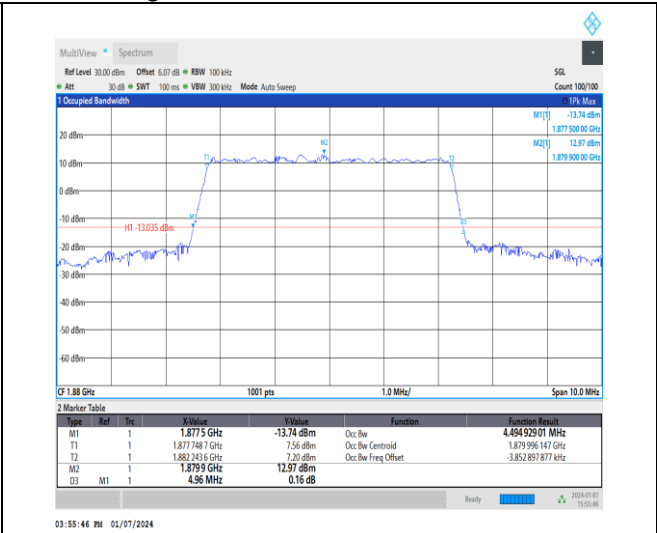 MultiView Spectrum
Ref Level 30.00 dBm Offset 6.07 dB RBW 100 kHz SGL
Att 30 dB SWT 100 ms VBW 300 kHz Mode Auto Sweep Count 100/100
1 Occupied Bandwidth 1Pk Max
M1[1] -13.74 dBm
1.877 500 00 GHz
20 dBm M2 M2[1] 12.97 dBm
1.879 900 00 GHz
T1 T2
10 dBm
0 dBm
-10 dBm M1 D3
H1 -13.035 dBm
-20 dBm
-30 dBm
-40 dBm
-50 dBm
-60 dBm
CF 1.88 GHz 1001 pts 1.0 MHz/ Span 10.0 MHz
2 Marker Table
Type Ref Trc X-Value Y-Value Function Function Result
M1 1 1.8775 GHz -13.74 dBm Occ Bw 4.494 929 01 MHz
T1 1 1.877 748 7 GHz 7.56 dBm Occ Bw Centroid 1.879 996 147 GHz
T2 1 1.882 243 6 GHz 7.20 dBm Occ Bw Freq Offset -3.852 897 877 kHz
M2 1 1.8799 GHz 12.97 dBm
D3 M1 1 4.96 MHz 0.16 dB
Ready 2024-01-07
15:55:46
03:55:46 PM 01/07/2024